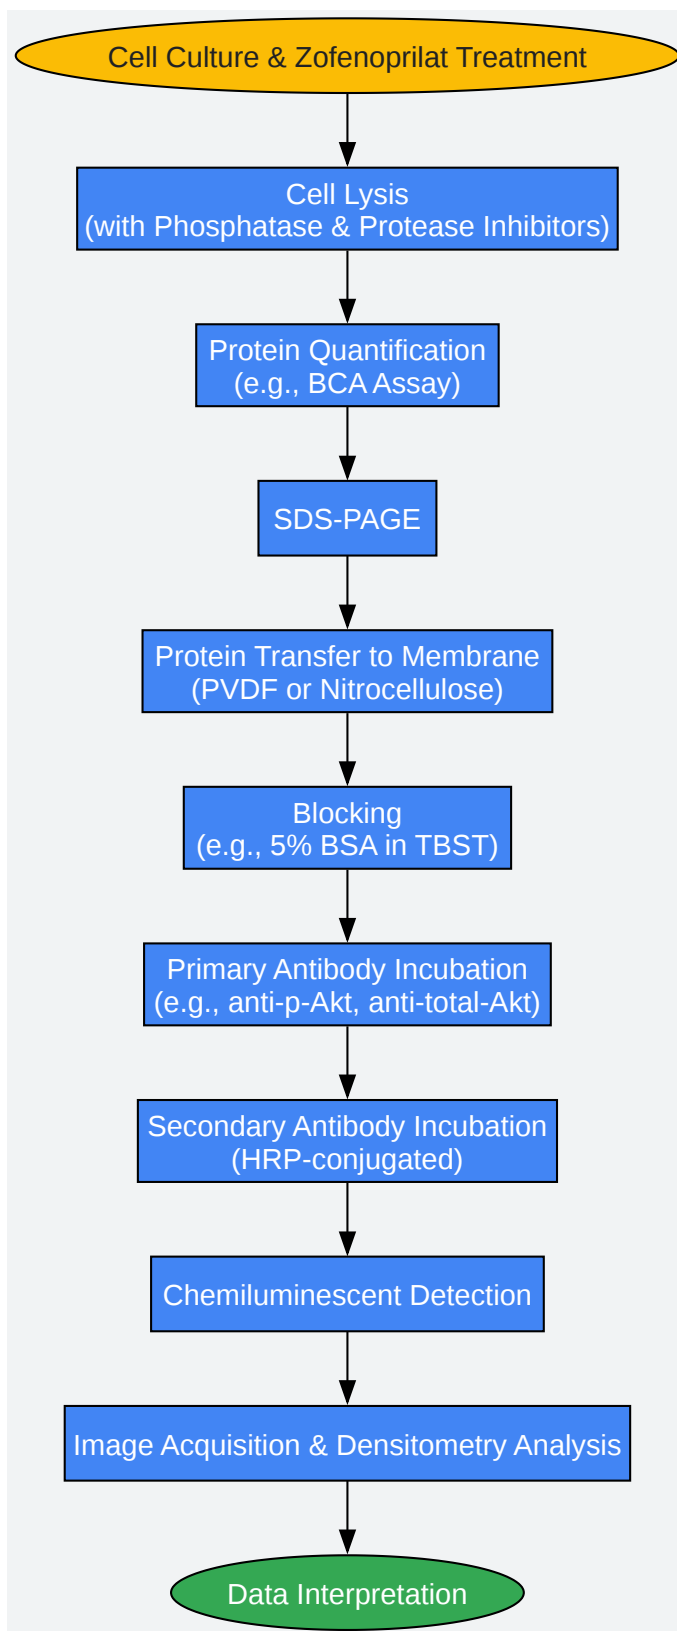 Cell Culture & Zofenoprilat Treatment
Cell Lysis
(with Phosphatase & Protease Inhibitors)
Protein Quantification
(e.g., BCA Assay)
SDS-PAGE
Protein Transfer to Membrane
(PVDF or Nitrocellulose)
Blocking
(e.g., 5% BSA in TBST)
Primary Antibody Incubation
(e.g., anti-p-Akt, anti-total-Akt)
Secondary Antibody Incubation
(HRP-conjugated)
Chemiluminescent Detection
Image Acquisition & Densitometry Analysis
Data Interpretation